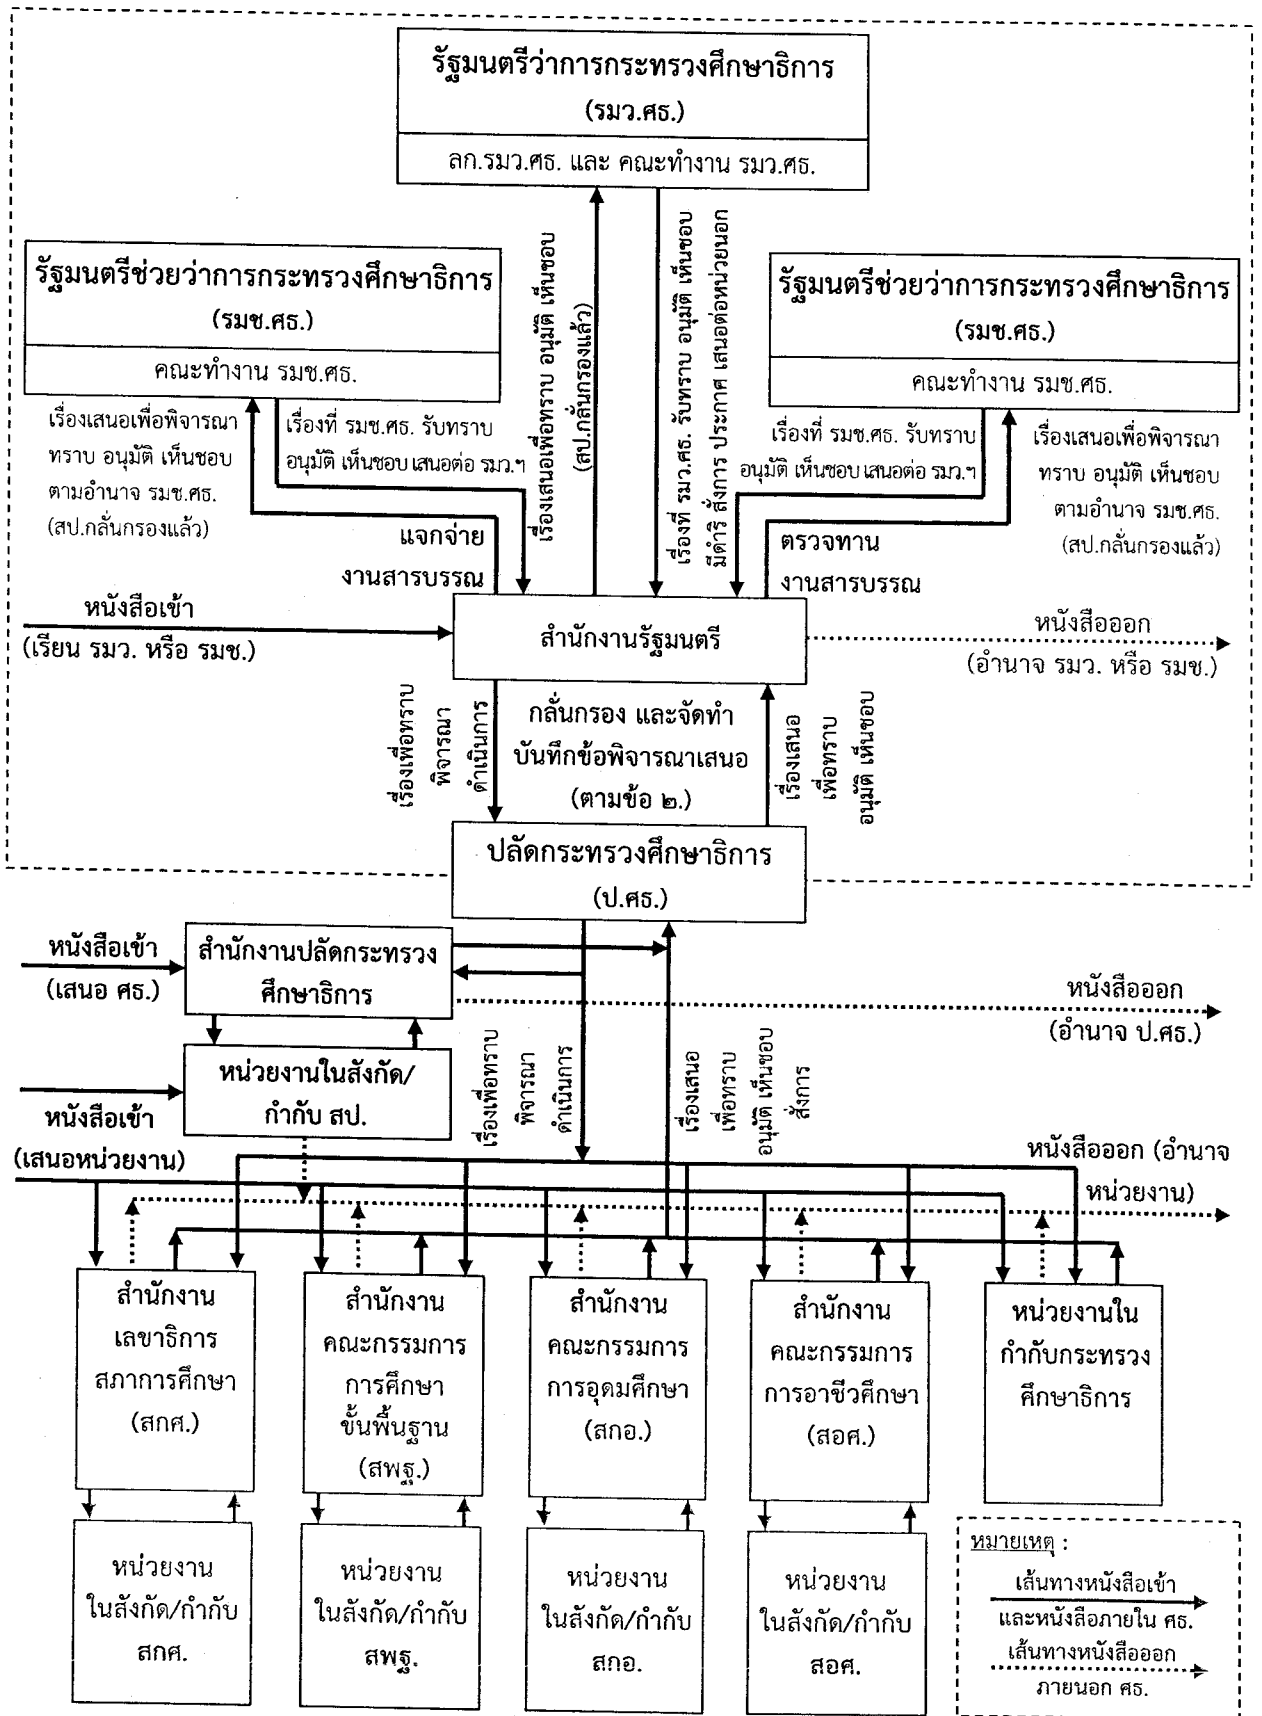 รัฐมนตรีว่าการกระทรวงศึกษาธิการ
(รมว.ศธ.)
ลก.รมว.ศธ. และ คณะทำงาน รมว.ศธ.
รัฐมนตรีช่วยว่าการกระทรวงศึกษาธิการ
(รมช.ศธ.)
คณะทำงาน รมช.ศธ.
รัฐมนตรีช่วยว่าการกระทรวงศึกษาธิการ
(รมช.ศธ.)
คณะทำงาน รมช.ศธ.
เรื่องเสนอเพื่อพิจารณา
ทราบ อนุมัติ เห็นชอบ
ตามอำนาจ รมช.ศธ.
(สป.กลั่นกรองแล้ว)
เรื่องที่ รมช.ศธ. รับทราบ
อนุมัติ เห็นชอบ เสนอต่อ รมว.ฯ
เรื่องเสนอเพื่อทราบ อนุมัติ เห็นชอบ
(สป.กลั่นกรองแล้ว)
เรื่องที่ รมว.ศธ. รับทราบ อนุมัติ เห็นชอบ
มีดำริ สั่งการ ประกาศ เสนอต่อหน่วยนอก
เรื่องที่ รมช.ศธ. รับทราบ
อนุมัติ เห็นชอบ เสนอต่อ รมว.ฯ
เรื่องเสนอเพื่อพิจารณา
ทราบ อนุมัติ เห็นชอบ
ตามอำนาจ รมช.ศธ.
(สป.กลั่นกรองแล้ว)
แจกจ่าย
งานสารบรรณ
ตรวจทาน
งานสารบรรณ
หนังสือเข้า
(เรียน รมว. หรือ รมช.)
สำนักงานรัฐมนตรี
หนังสือออก
(อำนาจ รมว. หรือ รมช.)
เรื่องเพื่อทราบ
พิจารณา
ดำเนินการ
กลั่นกรอง และจัดทำ
บันทึกข้อพิจารณาเสนอ
(ตามข้อ ๒.)
เรื่องเสนอ
เพื่อทราบ
อนุมัติ เห็นชอบ
ปลัดกระทรวงศึกษาธิการ
(ป.ศธ.)
หนังสือเข้า
(เสนอ ศธ.)
สำนักงานปลัดกระทรวง
ศึกษาธิการ
หนังสือออก
(อำนาจ ป.ศธ.)
หน่วยงานในสังกัด/
กำกับ สป.
หนังสือเข้า
(เสนอหน่วยงาน)
เรื่องเพื่อทราบ
พิจารณา
ดำเนินการ
เรื่องเสนอ
เพื่อทราบ
อนุมัติ เห็นชอบ
สั่งการ
หนังสือออก (อำนาจ
หน่วยงาน)
สำนักงาน
เลขาธิการ
สภาการศึกษา
(สกศ.)
สำนักงาน
คณะกรรมการ
การศึกษา
ขั้นพื้นฐาน
(สพฐ.)
สำนักงาน
คณะกรรมการ
การอุดมศึกษา
(สกอ.)
สำนักงาน
คณะกรรมการ
การอาชีวศึกษา
(สอศ.)
หน่วยงานใน
กำกับกระทรวง
ศึกษาธิการ
หน่วยงาน
ในสังกัด/กำกับ
สกศ.
หน่วยงาน
ในสังกัด/กำกับ
สพฐ.
หน่วยงาน
ในสังกัด/กำกับ
สกอ.
หน่วยงาน
ในสังกัด/กำกับ
สอศ.
หมายเหตุ :
เส้นทางหนังสือเข้า
และหนังสือภายใน ศธ.
เส้นทางหนังสือออก
ภายนอก ศธ.